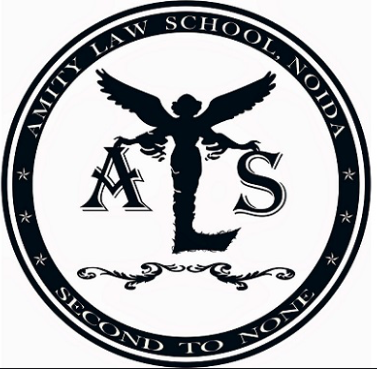 AMITY LAW SCHOOL, NOIDA
ALS
SECOND TO NONE